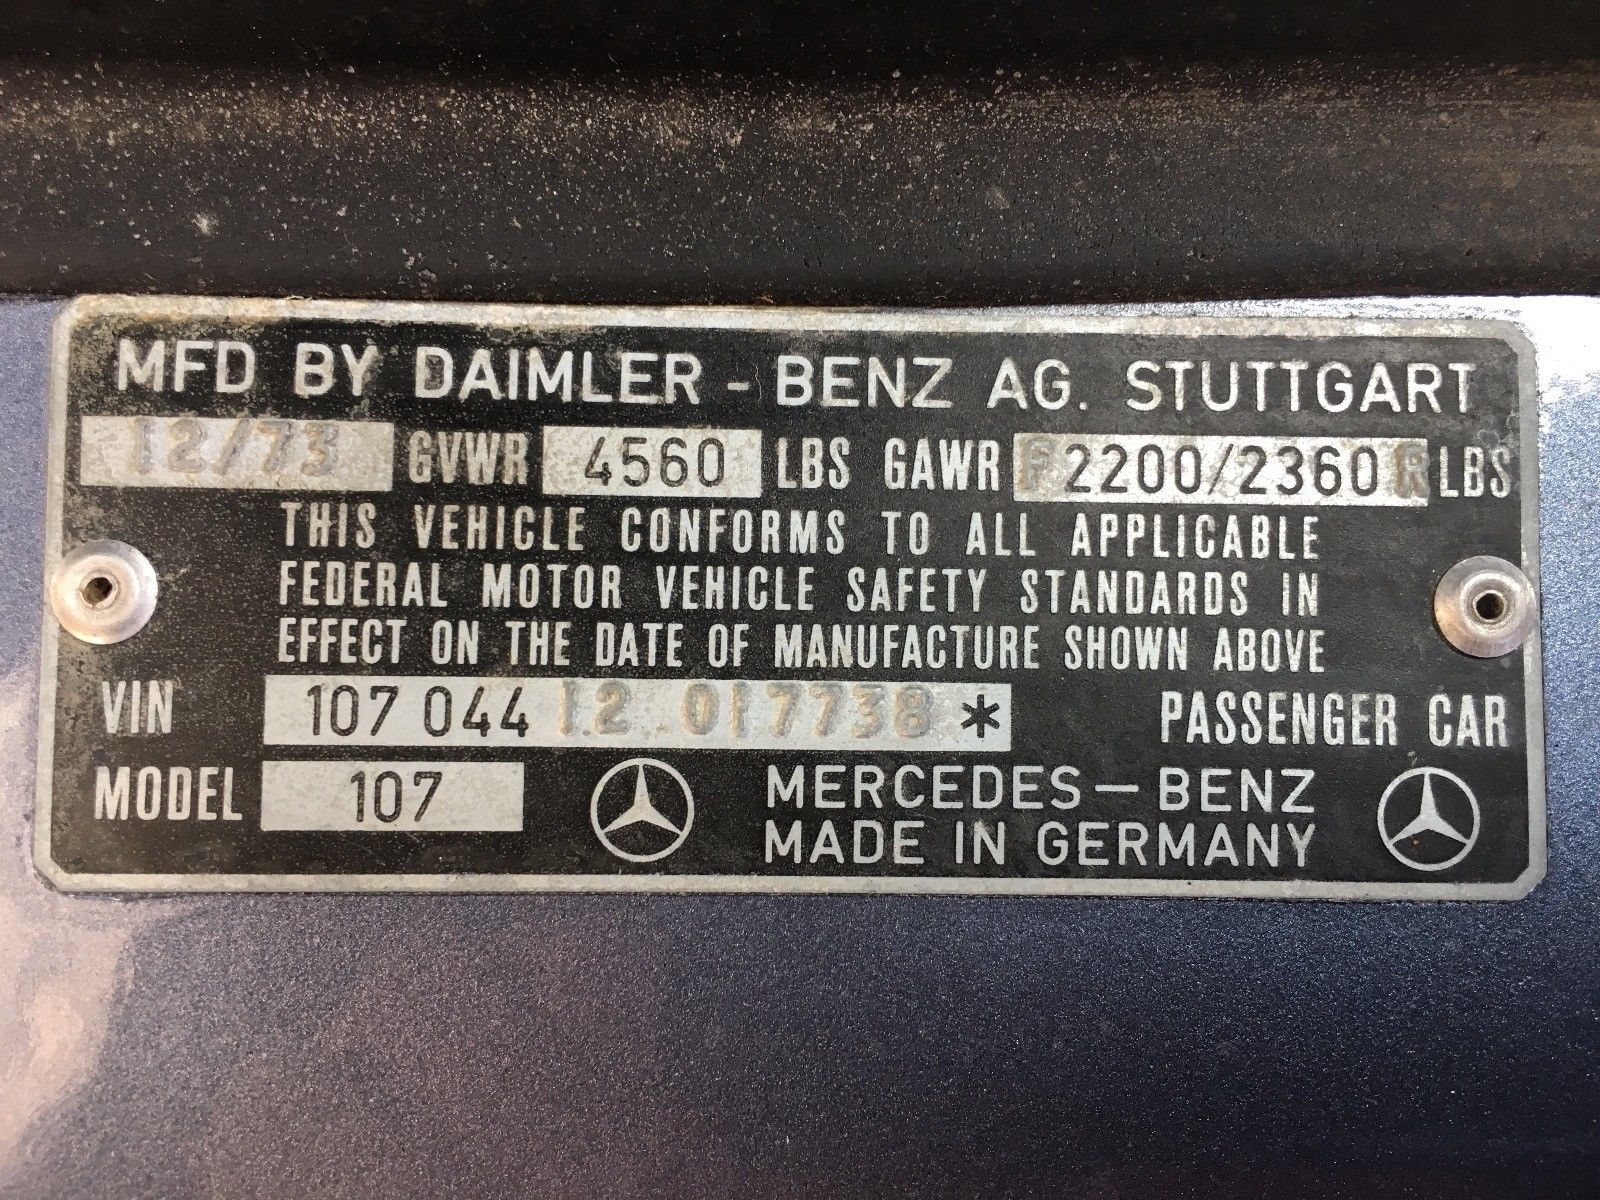 MFD BY DAIMLER - BENZ AG. STUTTGART
12/73 GVWR 4560 LBS GAWR F 2200/2360 R LBS
THIS VEHICLE CONFORMS TO ALL APPLICABLE
FEDERAL MOTOR VEHICLE SAFETY STANDARDS IN
EFFECT ON THE DATE OF MANUFACTURE SHOWN ABOVE
VIN 107 044 12 017738 * PASSENGER CAR
MODEL 107 MERCEDES-BENZ
MADE IN GERMANY